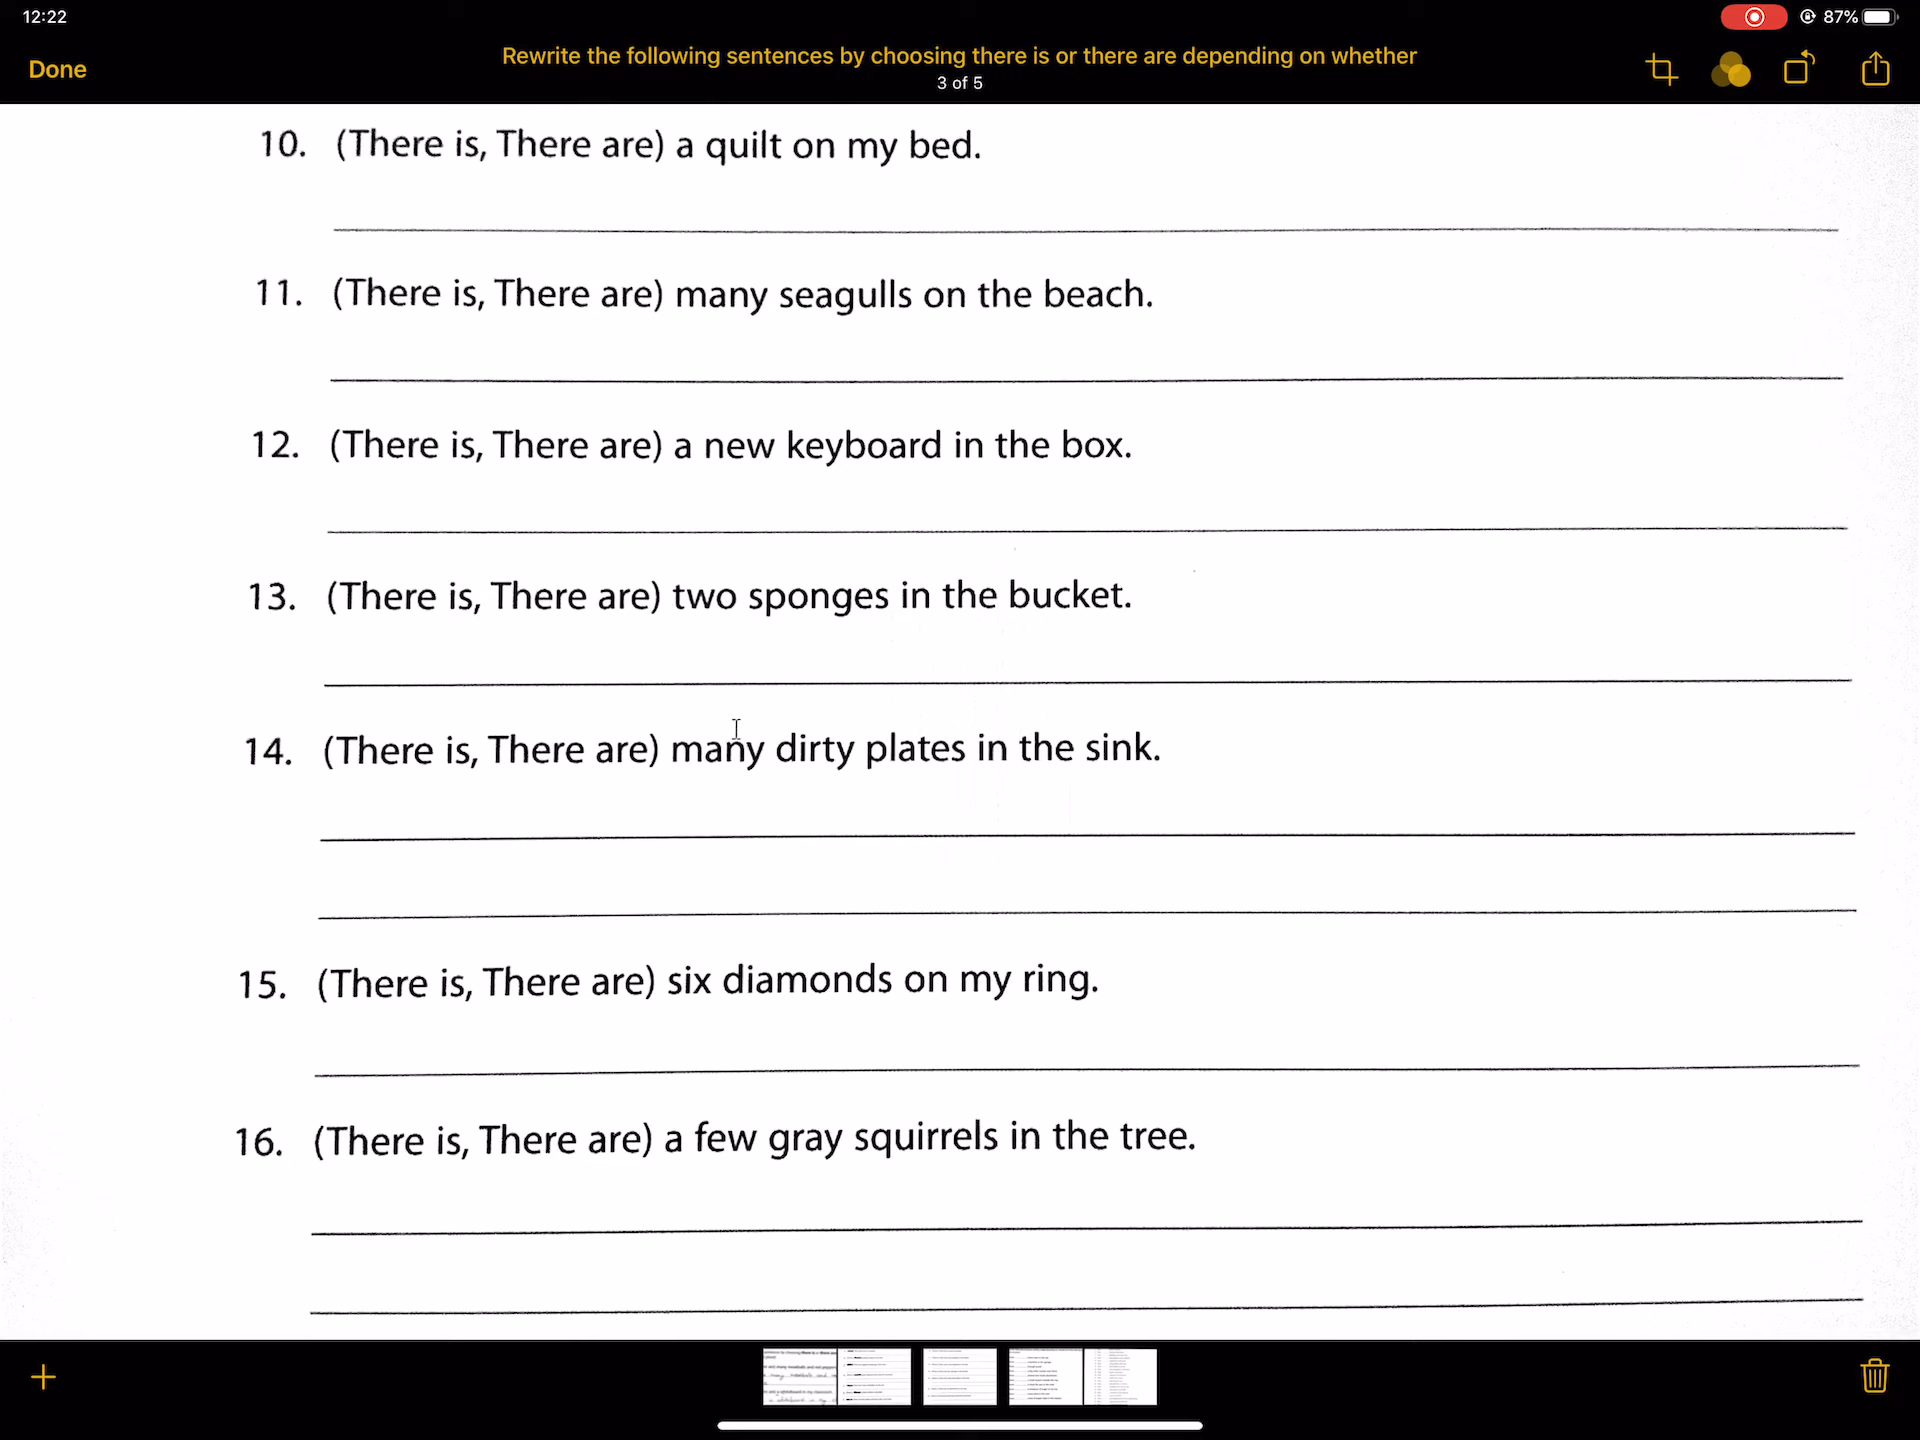 12:22
87%
Done
Rewrite the following sentences by choosing there is or there are depending on whether
3 of 5
10. (There is, There are) a quilt on my bed.
11. (There is, There are) many seagulls on the beach.
12. (There is, There are) a new keyboard in the box.
13. (There is, There are) two sponges in the bucket.
14. (There is, There are) many dirty plates in the sink.
15. (There is, There are) six diamonds on my ring.
16. (There is, There are) a few gray squirrels in the tree.